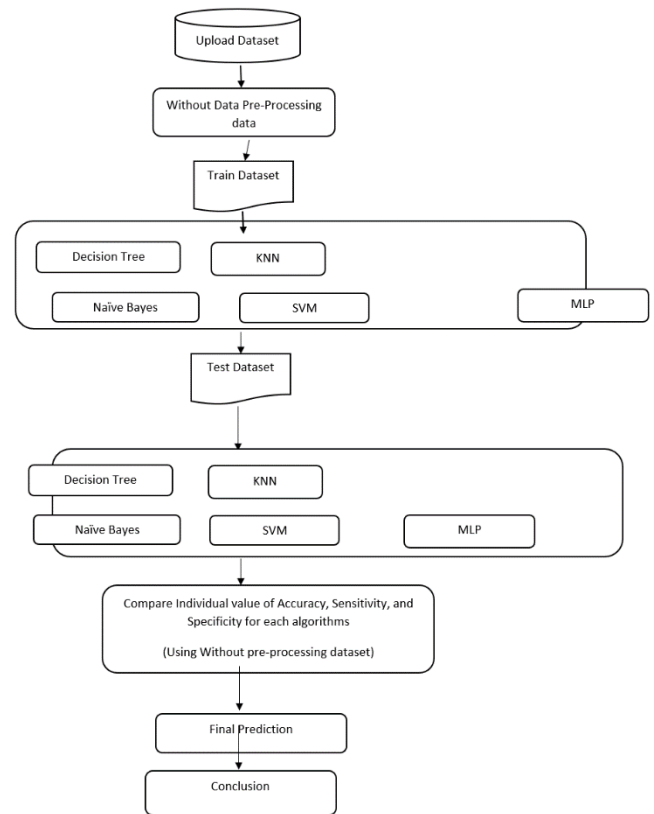 Upload Dataset
Without Data Pre-Processing
data
Train Dataset
Decision Tree
KNN
Naïve Bayes
SVM
MLP
Test Dataset
Decision Tree
KNN
Naïve Bayes
SVM
MLP
Compare Individual value of Accuracy, Sensitivity, and
Specificity for each algorithms
(Using Without pre-processing dataset)
Final Prediction
Conclusion